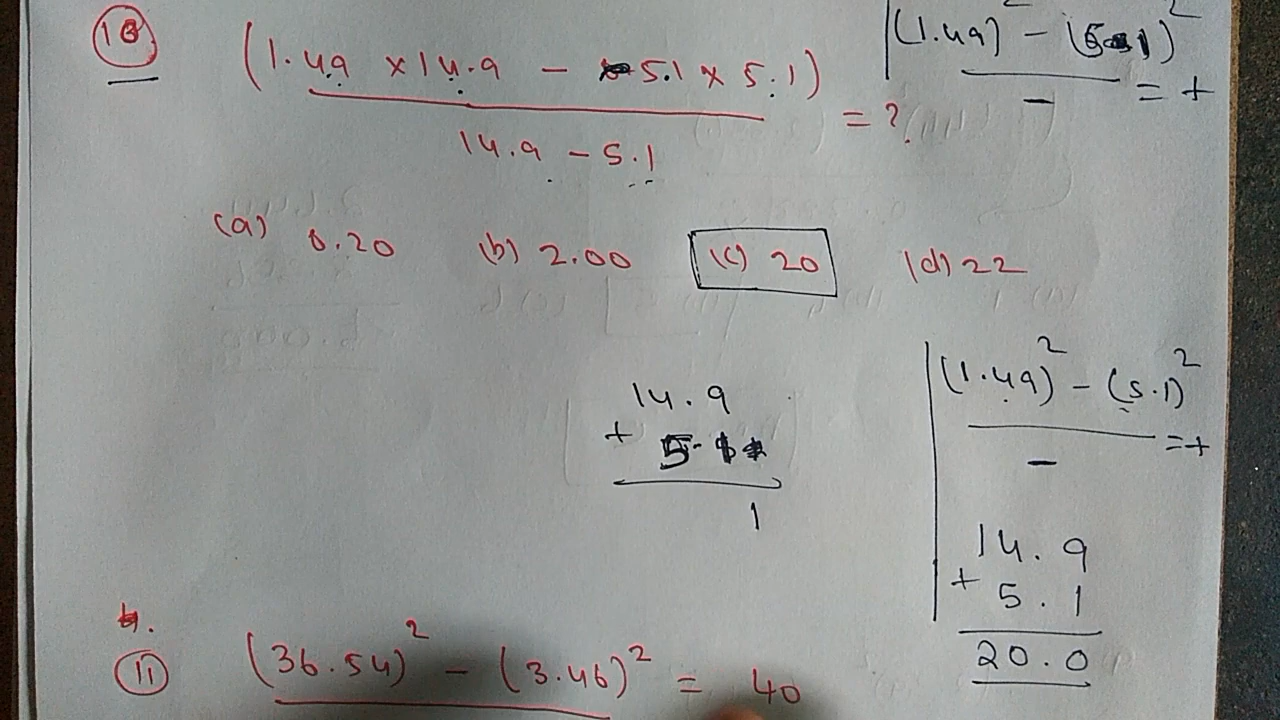 (10) (1.49 x 14.9 - 5.1 x 5.1)
14.9 - 5.1
= ?
(1.49)² - (5.1)²
- = +
(a) 0.20 (b) 2.00 (c) 20 (d) 22
14.9
+ 5.1
1
(1.49)² - (5.1)²
- = +
14.9
+ 5.1
20.0
(11) (36.54)² - (3.46)² = 40